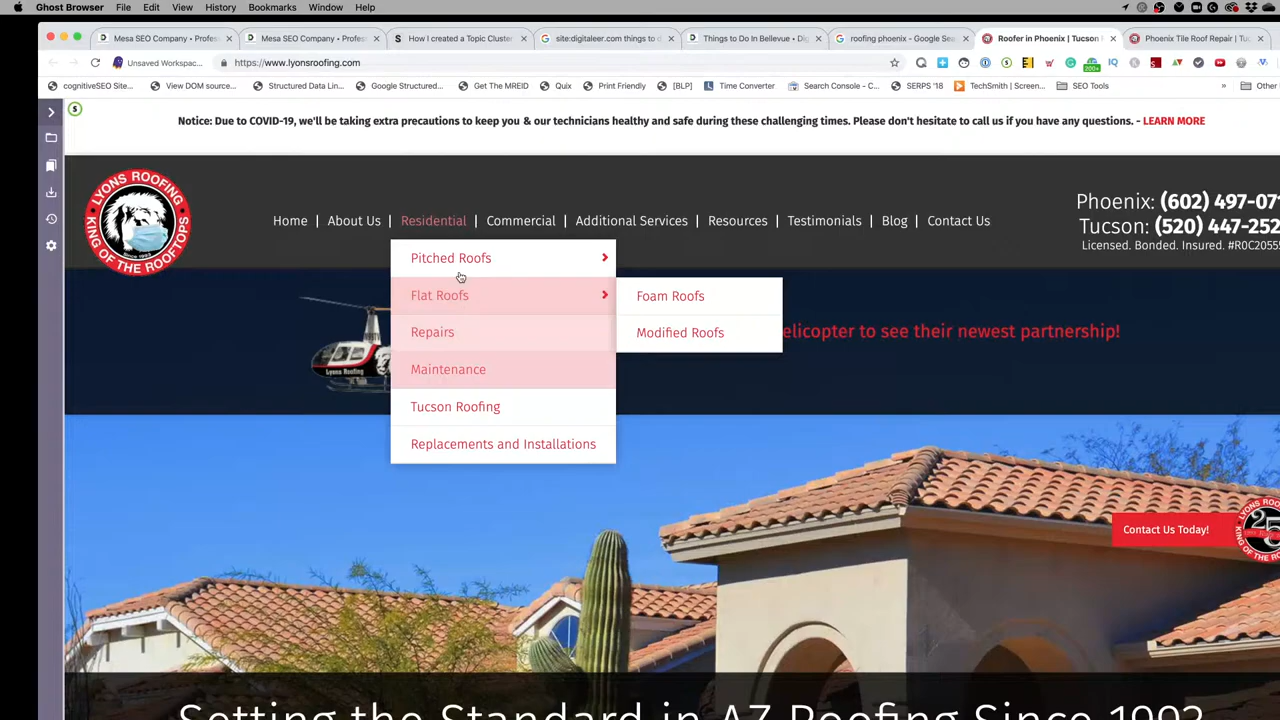 Ghost Browser File Edit View History Bookmarks Window Help
Mesa SEO Company • Profes
Mesa SEO Company • Profes
How I created a Topic Cluster
site:digitaleer.com things to d
Things to Do In Bellevue • Dig
roofing phoenix - Google Sea
Roofer in Phoenix | Tucson
Phoenix Tile Roof Repair | Tuc
Unsaved Workspac...
https://www.lyonsroofing.com
cognitiveSEO Site...
View DOM source...
Structured Data Lin...
Google Structured...
Get The MREID
Quix
Print Friendly
[BLP]
Time Converter
Search Console - C...
SERPS '18
TechSmith | Screen...
SEO Tools
»
Other
Notice: Due to COVID-19, we'll be taking extra precautions to keep you & our technicians healthy and safe during these challenging times. Please don't hesitate to call us if you have any questions. - LEARN MORE
LYONS ROOFING
SINCE 1993
KING OF THE ROOFTOPS
Home | About Us | Residential | Commercial | Additional Services | Resources | Testimonials | Blog | Contact Us
Phoenix: (602) 497-07
Tucson: (520) 447-252
Licensed. Bonded. Insured. #R0C2055
Pitched Roofs
Flat Roofs
Repairs
Maintenance
Tucson Roofing
Replacements and Installations
Foam Roofs
Modified Roofs
elicopter to see their newest partnership!
Lyons Roofing
Contact Us Today!
LYONS ROOFING
25
Setting the Standard in AZ Roofing Since 1993